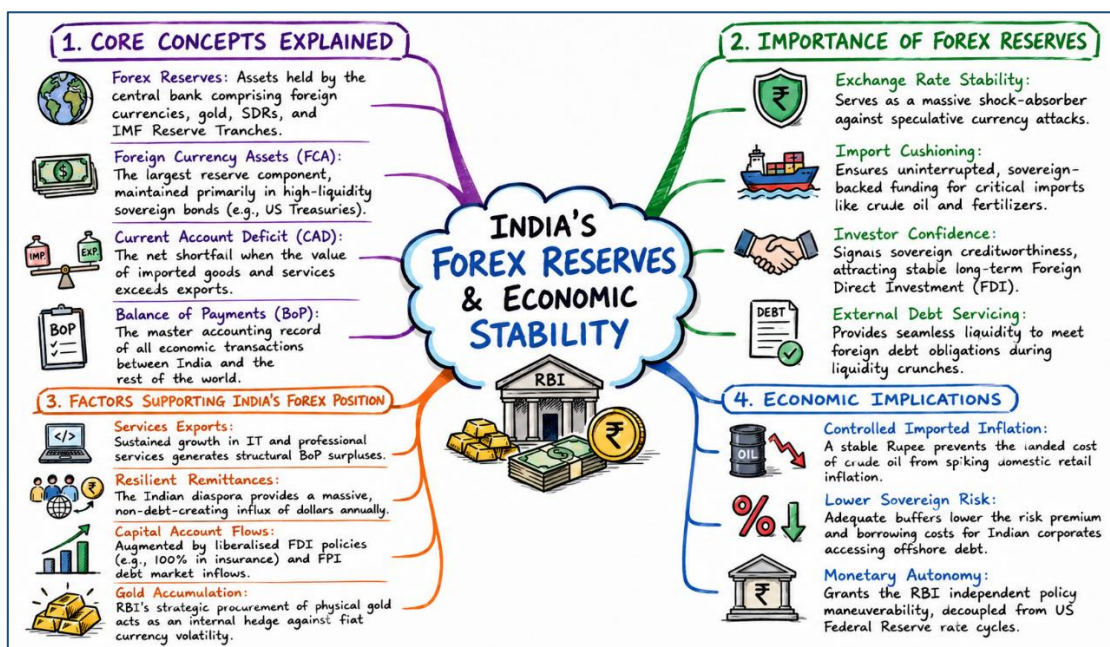 1. CORE CONCEPTS EXPLAINED
Forex Reserves: Assets held by the
central bank comprising foreign
currencies, gold, SDRs, and
IMF Reserve Tranches.
Foreign Currency Assets (FCA):
The largest reserve component,
maintained primarily in high-liquidity
sovereign bonds (e.g., US Treasuries).
IMP.
EXP.
Current Account Deficit (CAD):
The net shortfall when the value
of imported goods and services
exceeds exports.
BOP
Balance of Payments (BoP):
The master accounting record
of all economic transactions
between India and the
rest of the world.
2. IMPORTANCE OF FOREX RESERVES
₹
Exchange Rate Stability:
Serves as a massive shock-absorber
against speculative currency attacks.
Import Cushioning:
Ensures uninterrupted, sovereign-
backed funding for critical imports
like crude oil and fertilizers.
Investor Confidence:
Signals sovereign creditworthiness,
attracting stable long-term Foreign
Direct Investment (FDI).
DEBT
External Debt Servicing:
Provides seamless liquidity to meet
foreign debt obligations during
liquidity crunches.
INDIA'S
FOREX RESERVES
& ECONOMIC
STABILITY
RBI
₹
3. FACTORS SUPPORTING INDIA'S FOREX POSITION
</>
Services Exports:
Sustained growth in IT and professional
services generates structural BoP surpluses.
₹
Resilient Remittances:
The Indian diaspora provides a massive,
non-debt-creating influx of dollars annually.
Capital Account Flows:
Augmented by liberalised FDI policies
(e.g., 100% in insurance) and FPI
debt market inflows.
Gold Accumulation:
RBI's strategic procurement of physical gold
acts as an internal hedge against fiat
currency volatility.
4. ECONOMIC IMPLICATIONS
OIL
Controlled Imported Inflation:
A stable Rupee prevents the landed cost
of crude oil from spiking domestic retail
inflation.
%
Lower Sovereign Risk:
Adequate buffers lower the risk premium
and borrowing costs for Indian corporates
accessing offshore debt.
₹
Monetary Autonomy:
Grants the RBI independent policy
maneuverability, decoupled from US
Federal Reserve rate cycles.